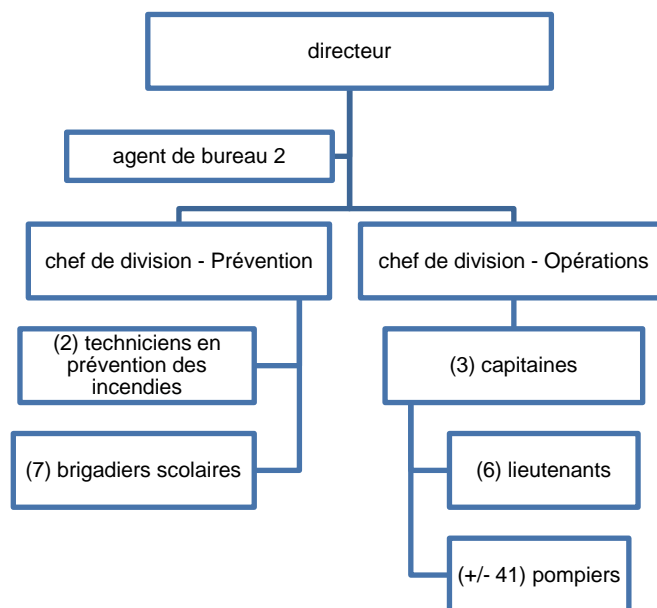 directeur
agent de bureau 2
chef de division - Prévention
chef de division - Opérations
(2) techniciens en
prévention des
incendies
(3) capitaines
(7) brigadiers scolaires
(6) lieutenants
(+/- 41) pompiers